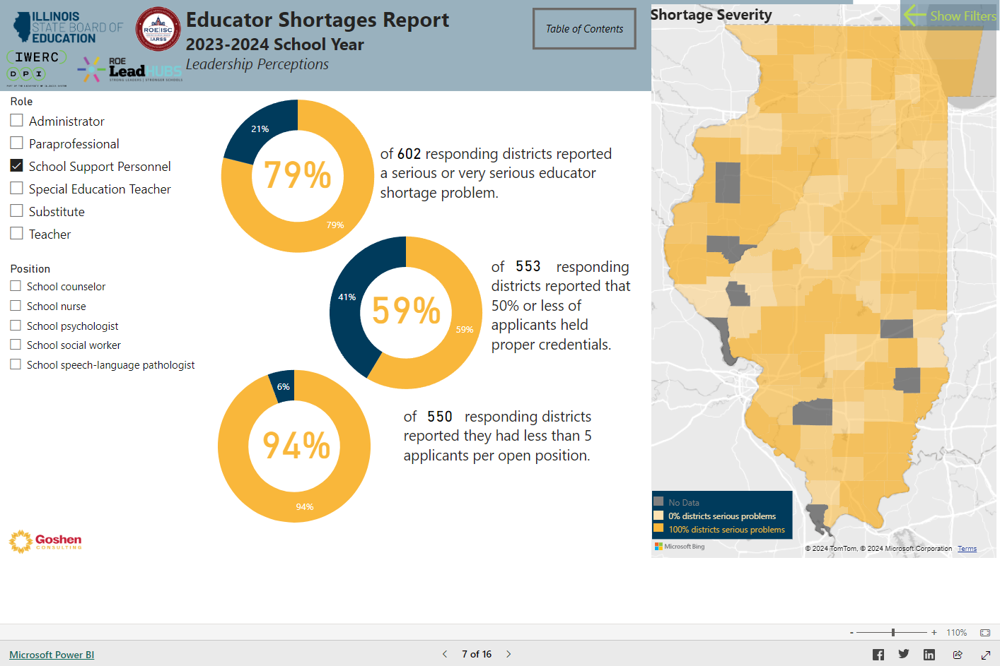 ILLINOIS
STATE BOARD OF
EDUCATION
ROE/ISC
IARSS
IWERC
DPI
ROE
LeadHUBS
STRONG LEADERS | STRONGER SCHOOLS
Educator Shortages Report
2023-2024 School Year
Leadership Perceptions
Table of Contents
Shortage Severity
Show Filters
Role
Administrator
Paraprofessional
School Support Personnel
Special Education Teacher
Substitute
Teacher
Position
School counselor
School nurse
School psychologist
School social worker
School speech-language pathologist
21%
79%
79%
of 602 responding districts reported
a serious or very serious educator
shortage problem.
41%
59%
59%
of 553 responding
districts reported that
50% or less of
applicants held
proper credentials.
6%
94%
94%
of 550 responding districts
reported they had less than 5
applicants per open position.
No Data
0% districts serious problems
100% districts serious problems
Microsoft Bing
© 2024 TomTom, © 2024 Microsoft Corporation Terms
Goshen
CONSULTING
- + 110%
Microsoft Power BI
< 7 of 16 >